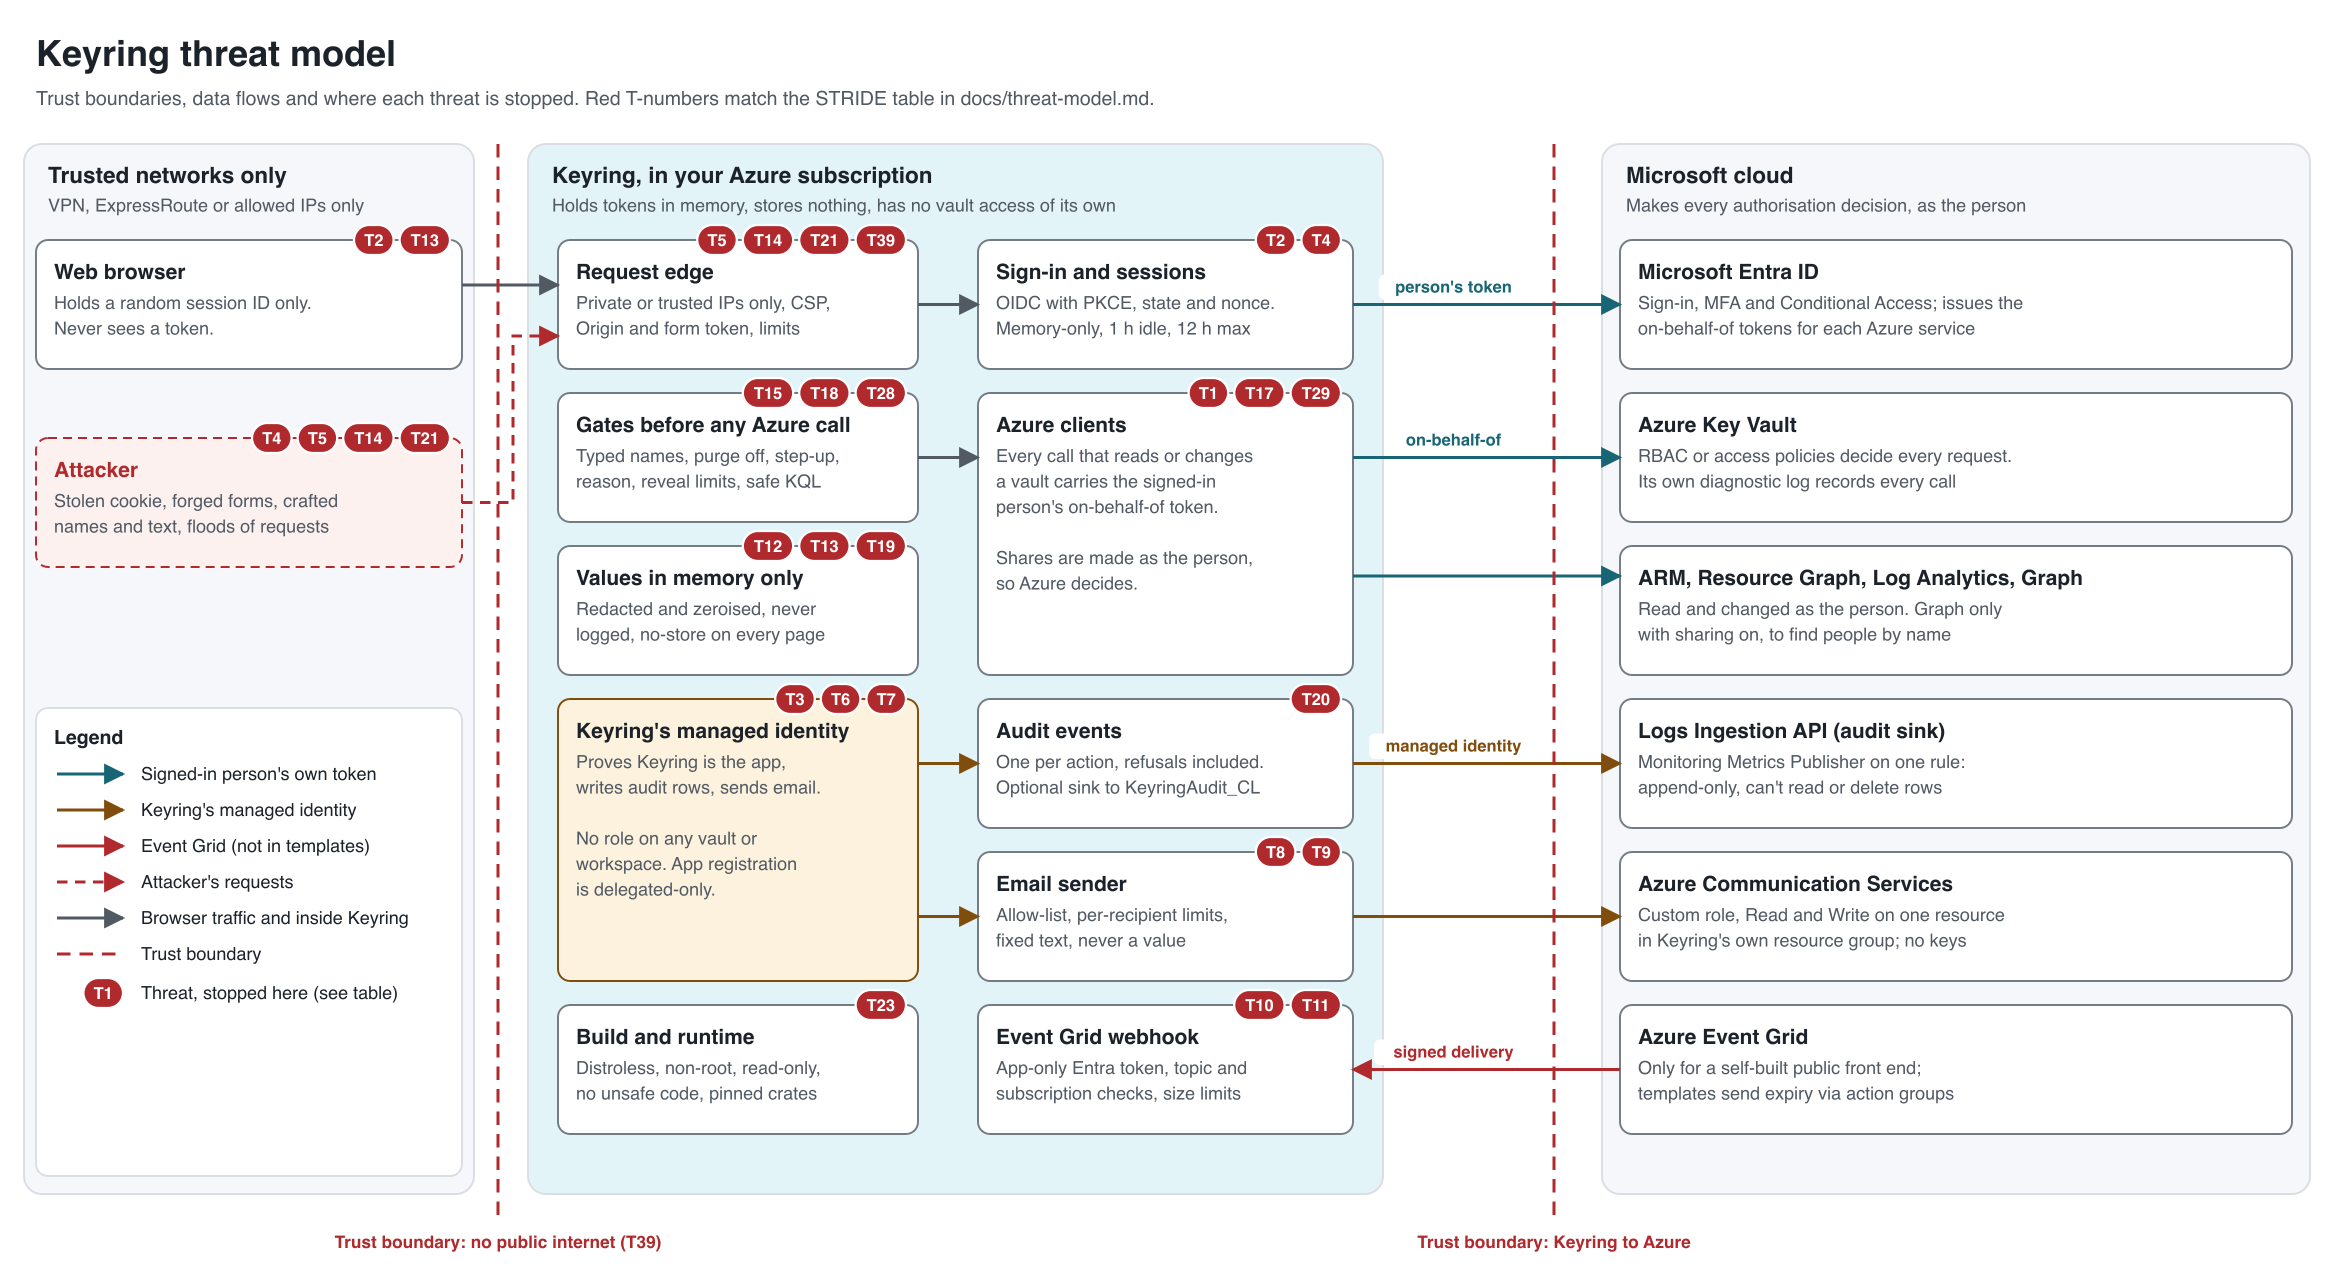 Keyring threat model
Trust boundaries, data flows and where each threat is stopped. Red T-numbers match the STRIDE table in docs/threat-model.md.
Trusted networks only
VPN, ExpressRoute or allowed IPs only
T2 T13
Web browser
Holds a random session ID only.
Never sees a token.
T4 T5 T14 T21
Attacker
Stolen cookie, forged forms, crafted
names and text, floods of requests
Legend
Signed-in person's own token
Keyring's managed identity
Event Grid (not in templates)
Attacker's requests
Browser traffic and inside Keyring
Trust boundary
T1 Threat, stopped here (see table)
Keyring, in your Azure subscription
Holds tokens in memory, stores nothing, has no vault access of its own
T5 T14 T21 T39
Request edge
Private or trusted IPs only, CSP,
Origin and form token, limits
T2 T4
Sign-in and sessions
OIDC with PKCE, state and nonce.
Memory-only, 1 h idle, 12 h max
T15 T18 T28
Gates before any Azure call
Typed names, purge off, step-up,
reason, reveal limits, safe KQL
T1 T17 T29
Azure clients
Every call that reads or changes
a vault carries the signed-in
person's on-behalf-of token.
Shares are made as the person,
so Azure decides.
T12 T13 T19
Values in memory only
Redacted and zeroised, never
logged, no-store on every page
T3 T6 T7
Keyring's managed identity
Proves Keyring is the app,
writes audit rows, sends email.
No role on any vault or
workspace. App registration
is delegated-only.
T20
Audit events
One per action, refusals included.
Optional sink to KeyringAudit_CL
T8 T9
Email sender
Allow-list, per-recipient limits,
fixed text, never a value
T23
Build and runtime
Distroless, non-root, read-only,
no unsafe code, pinned crates
T10 T11
Event Grid webhook
App-only Entra token, topic and
subscription checks, size limits
person's token
on-behalf-of
managed identity
signed delivery
Microsoft cloud
Makes every authorisation decision, as the person
Microsoft Entra ID
Sign-in, MFA and Conditional Access; issues the
on-behalf-of tokens for each Azure service
Azure Key Vault
RBAC or access policies decide every request.
Its own diagnostic log records every call
ARM, Resource Graph, Log Analytics, Graph
Read and changed as the person. Graph only
with sharing on, to find people by name
Logs Ingestion API (audit sink)
Monitoring Metrics Publisher on one rule:
append-only, can't read or delete rows
Azure Communication Services
Custom role, Read and Write on one resource
in Keyring's own resource group; no keys
Azure Event Grid
Only for a self-built public front end;
templates send expiry via action groups
Trust boundary: no public internet (T39)
Trust boundary: Keyring to Azure